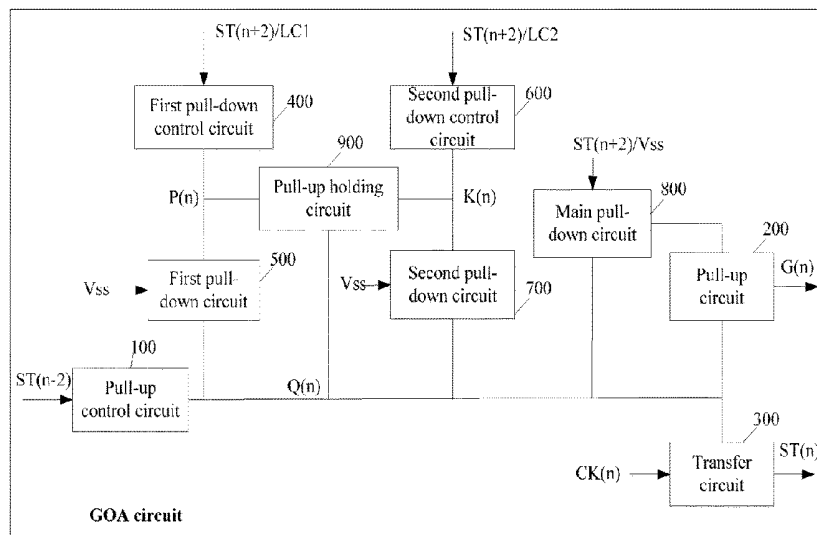 ST(n+2)/LC1
ST(n+2)/LC2
First pull-down
control circuit
400
Second pull-
down control
circuit
600
900
ST(n+2)/Vss
P(n)
Pull-up holding
circuit
K(n)
Main pull-
down circuit
800
200
500
First pull-
down circuit
Vss
Vss
Second pull-
down circuit
700
Pull-up
circuit
G(n)
100
ST(n-2)
Pull-up
control circuit
Q(n)
300
CK(n)
Transfer
circuit
ST(n)
GOA circuit